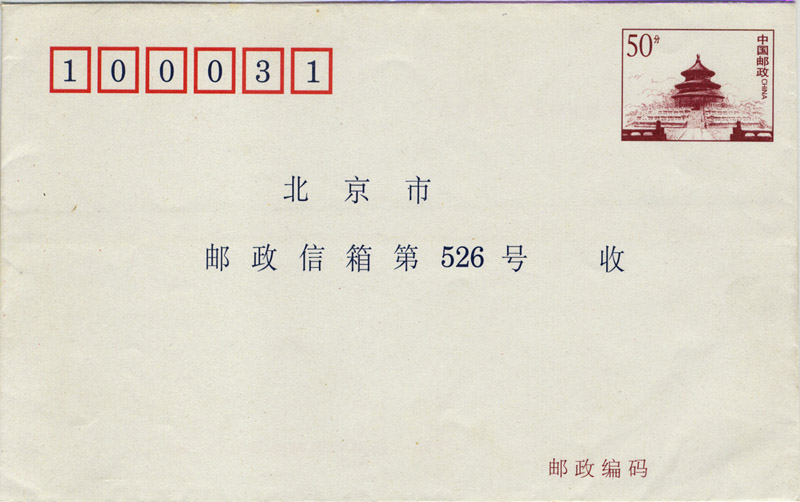 100031
50分
中国邮政 CHINA
北京市
邮政信箱第526号 收
邮政编码